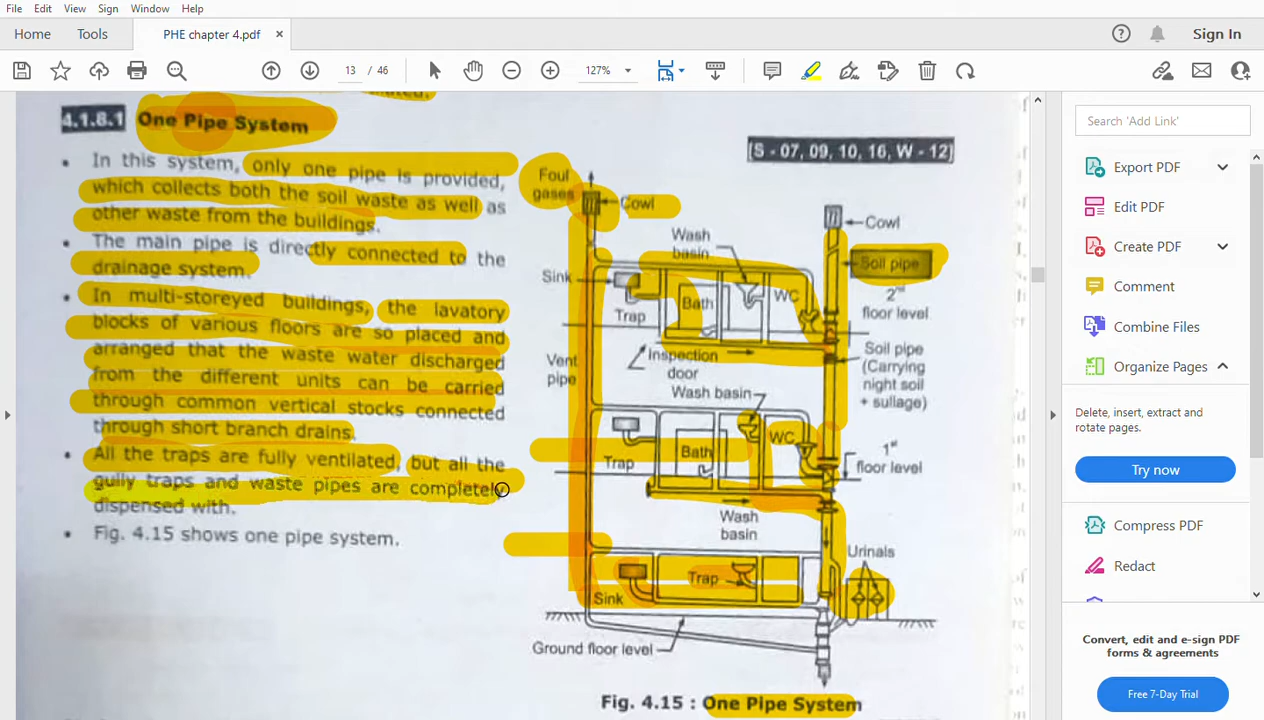 File Edit View Sign Window Help
Home Tools PHE chapter 4.pdf × Sign In
13 / 46 127%
4.1.8.1 One Pipe System
[S - 07, 09, 10, 16, W - 12]
• In this system, only one pipe is provided,
which collects both the soil waste as well as
other waste from the buildings.
• The main pipe is directly connected to the
drainage system.
• In multi-storeyed buildings, the lavatory
blocks of various floors are so placed and
arranged that the waste water discharged
from the different units can be carried
through common vertical stocks connected
through short branch drains.
• All the traps are fully ventilated, but all the
gully traps and waste pipes are completely
dispensed with.
• Fig. 4.15 shows one pipe system.
Foul
gases
Cowl
Cowl
Wash
basin
Soil pipe
Sink
Bath
WC
2nd
floor level
Trap
Vent
pipe
Inspection
door
Soil pipe
(Carrying
night soil
+ sullage)
Wash basin
WC
Bath
Trap
1st
floor level
Wash
basin
Urinals
Trap
Sink
Ground floor level
Fig. 4.15 : One Pipe System
Search 'Add Link'
Export PDF
Edit PDF
Create PDF
Comment
Combine Files
Organize Pages
Delete, insert, extract and
rotate pages.
Try now
Compress PDF
Redact
Convert, edit and e-sign PDF
forms & agreements
Free 7-Day Trial